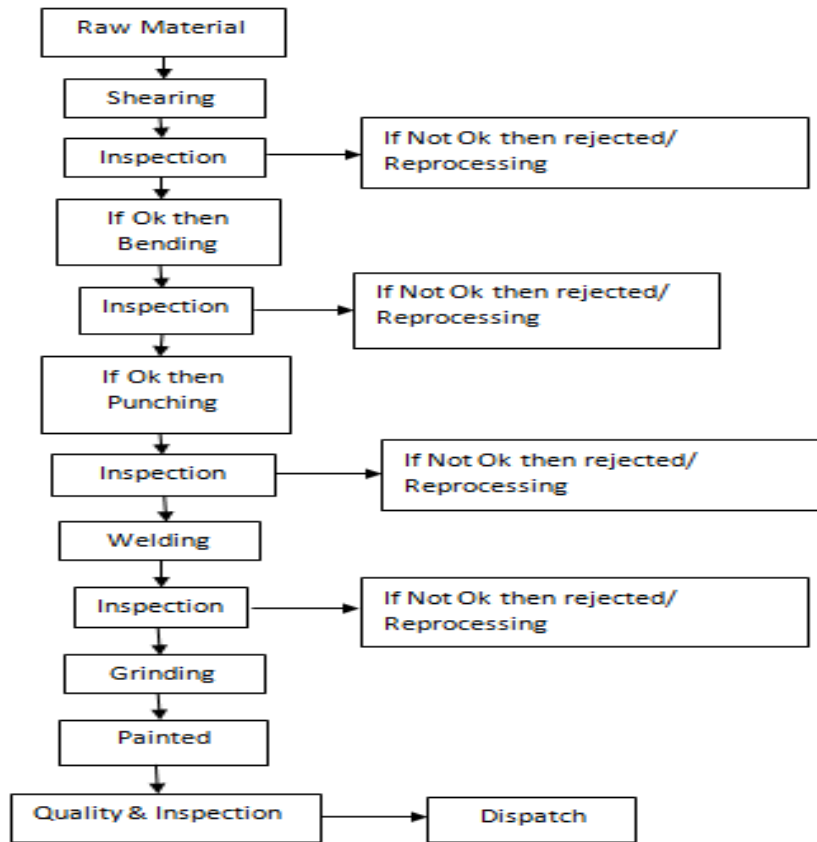 Raw Material
Shearing
Inspection
If Not Ok then rejected/
Reprocessing
If Ok then
Bending
Inspection
If Not Ok then rejected/
Reprocessing
If Ok then
Punching
Inspection
If Not Ok then rejected/
Reprocessing
Welding
Inspection
If Not Ok then rejected/
Reprocessing
Grinding
Painted
Quality & Inspection
Dispatch